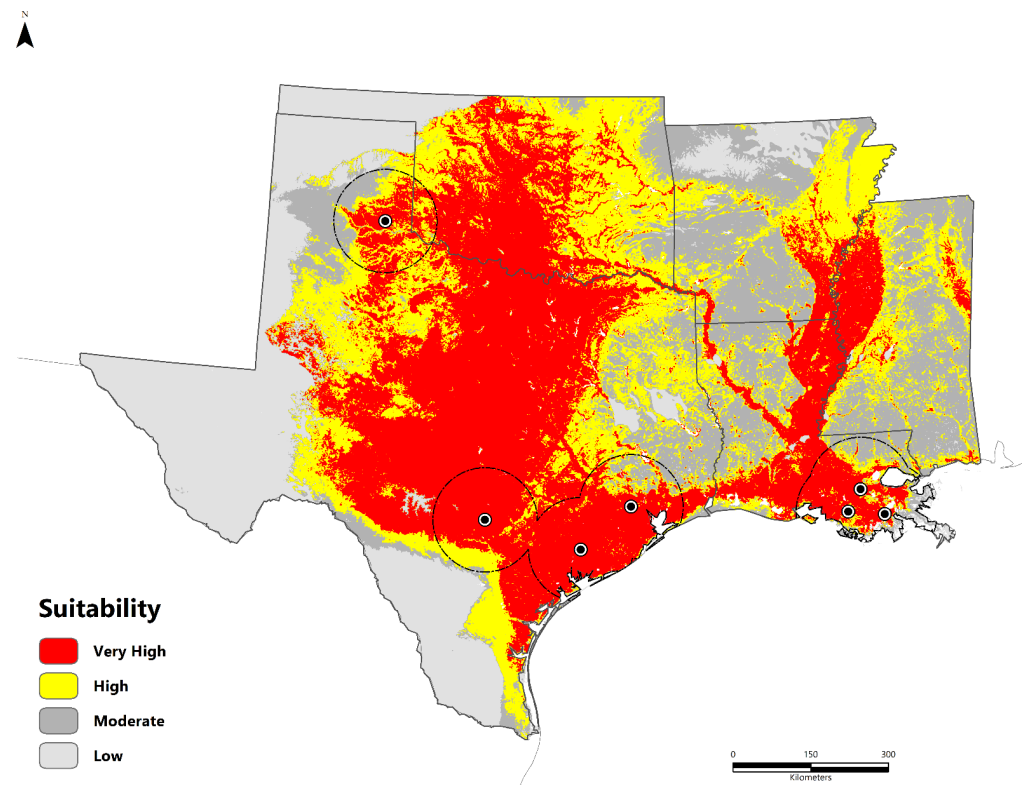 N
Suitability
Very High
High
Moderate
Low
0 150 300
Kilometers